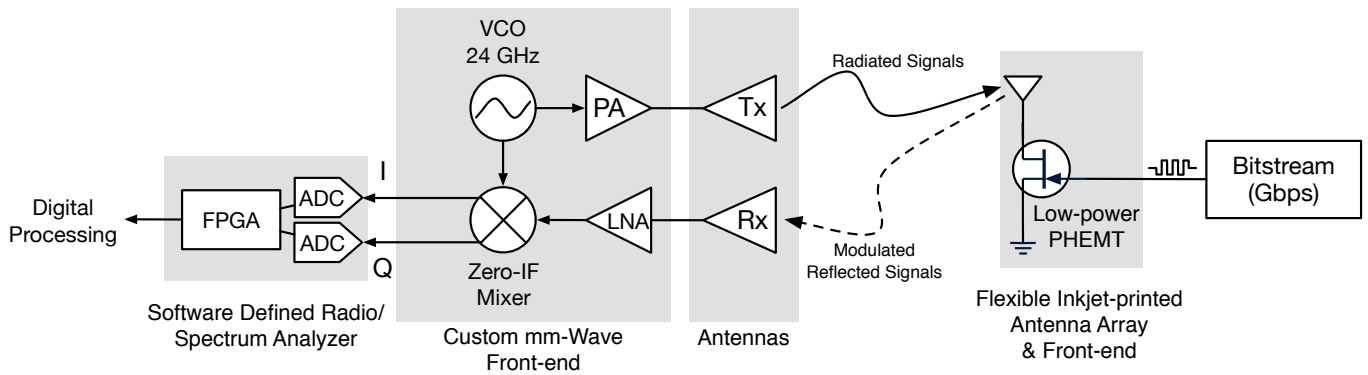 VCO
24 GHz
PA
Tx
Radiated Signals
I
Q
ADC
ADC
FPGA
Digital
Processing
LNA
Rx
Zero-IF
Mixer
Modulated
Reflected Signals
Low-power
PHEMT
Bitstream
(Gbps)
Software Defined Radio/
Spectrum Analyzer
Custom mm-Wave
Front-end
Antennas
Flexible Inkjet-printed
Antenna Array
& Front-end